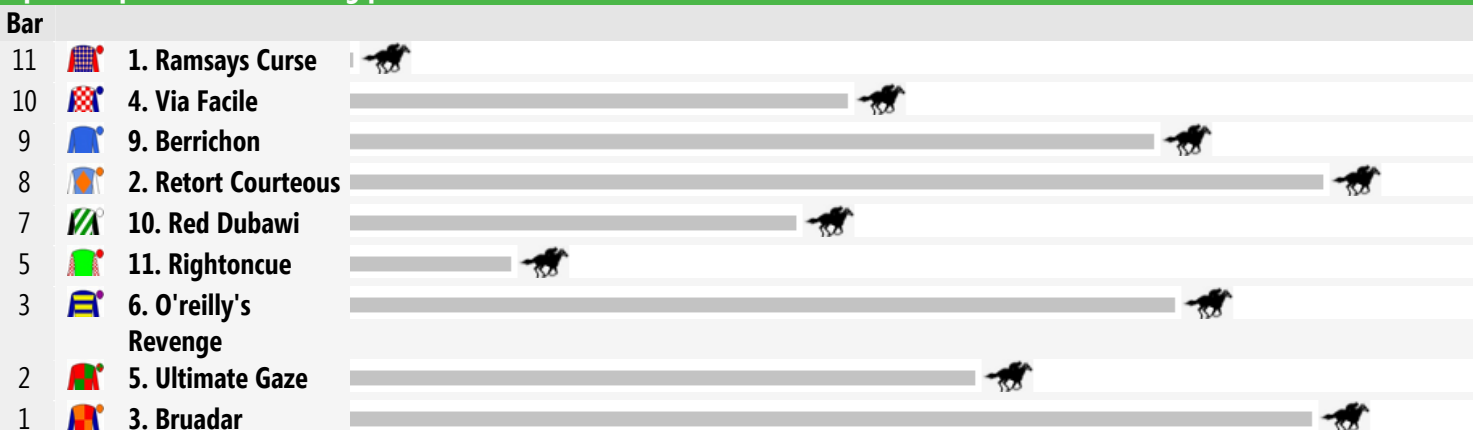 Bar
11 1. Ramsays Curse
10 4. Via Facile
9 9. Berrichon
8 2. Retort Courteous
7 10. Red Dubawi
5 11. Rightoncue
3 6. O'reilly's
Revenge
2 5. Ultimate Gaze
1 3. Bruadar